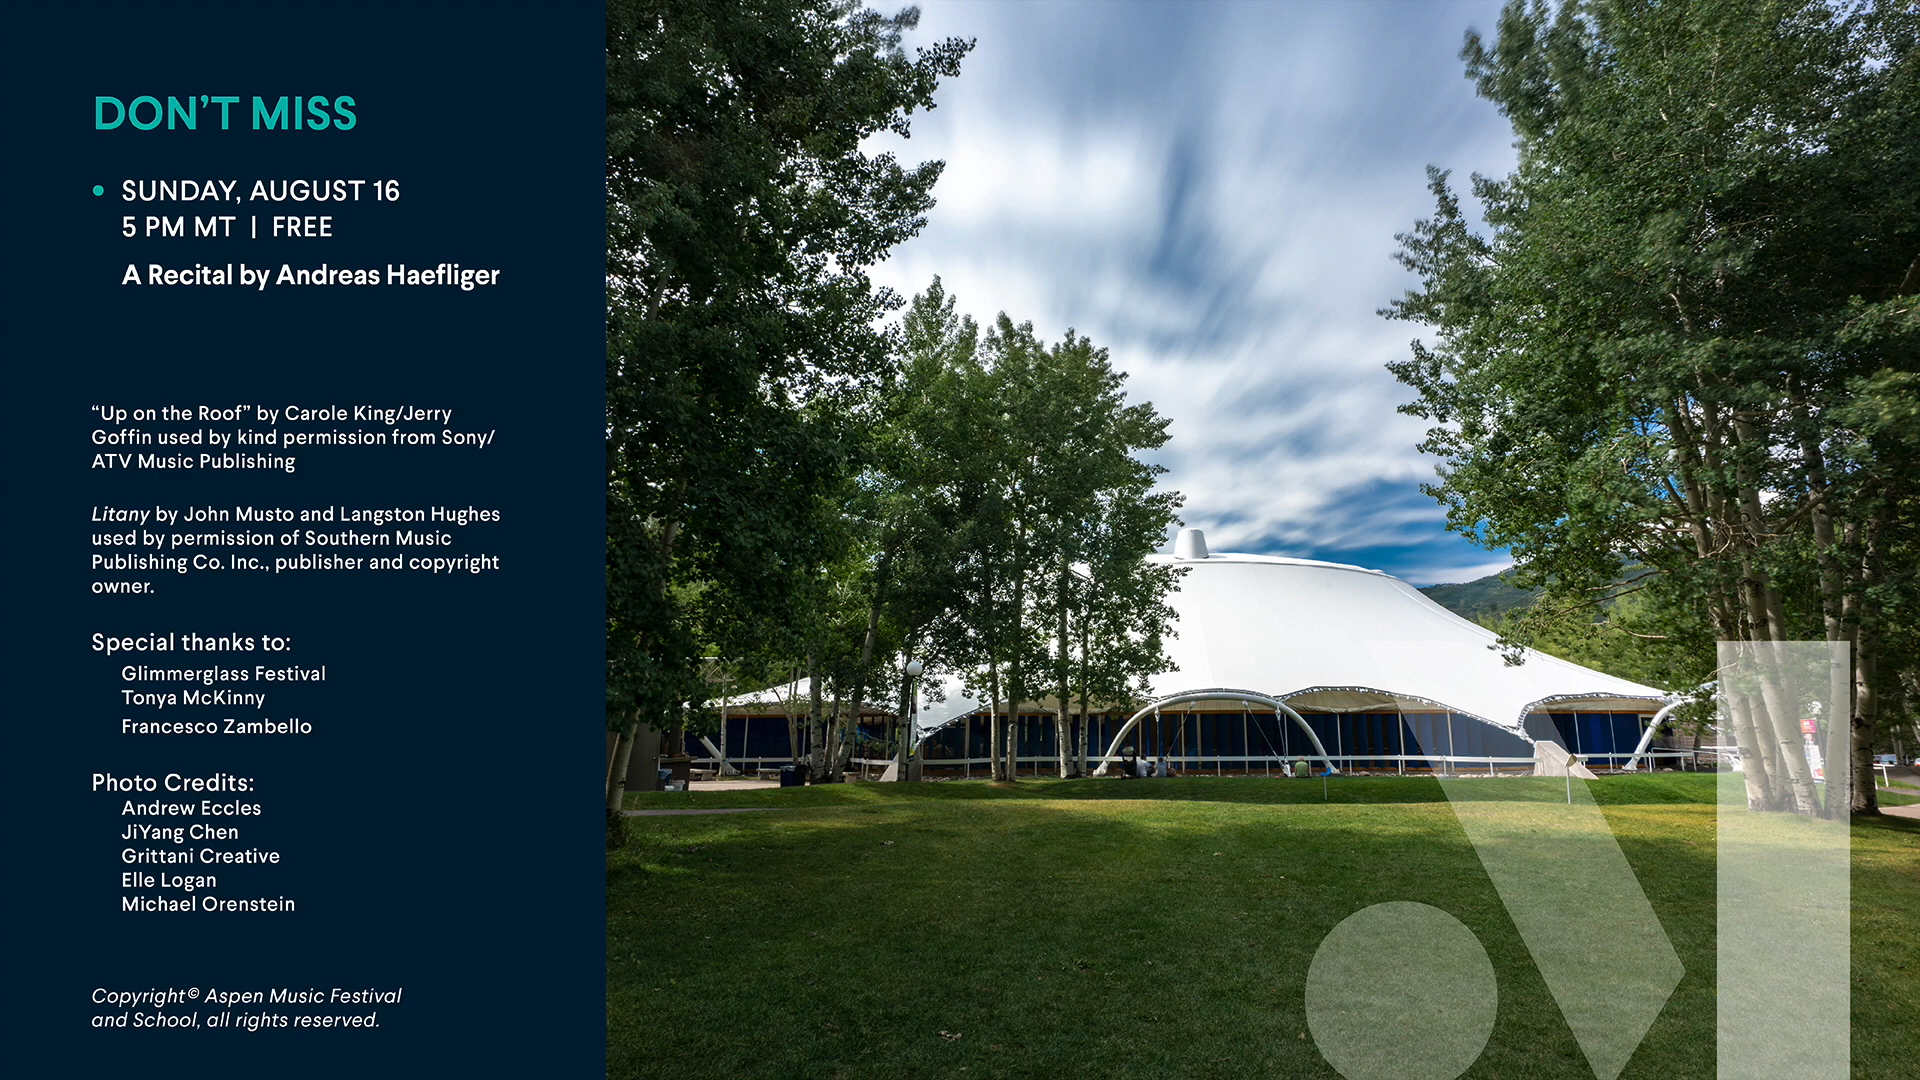 DON'T MISS
• SUNDAY, AUGUST 16
5 PM MT | FREE
A Recital by Andreas Haefliger
“Up on the Roof” by Carole King/Jerry
Goffin used by kind permission from Sony/
ATV Music Publishing
Litany by John Musto and Langston Hughes
used by permission of Southern Music
Publishing Co. Inc., publisher and copyright
owner.
Special thanks to:
Glimmerglass Festival
Tonya McKinny
Francesco Zambello
Photo Credits:
Andrew Eccles
JiYang Chen
Grittani Creative
Elle Logan
Michael Orenstein
Copyright© Aspen Music Festival
and School, all rights reserved.